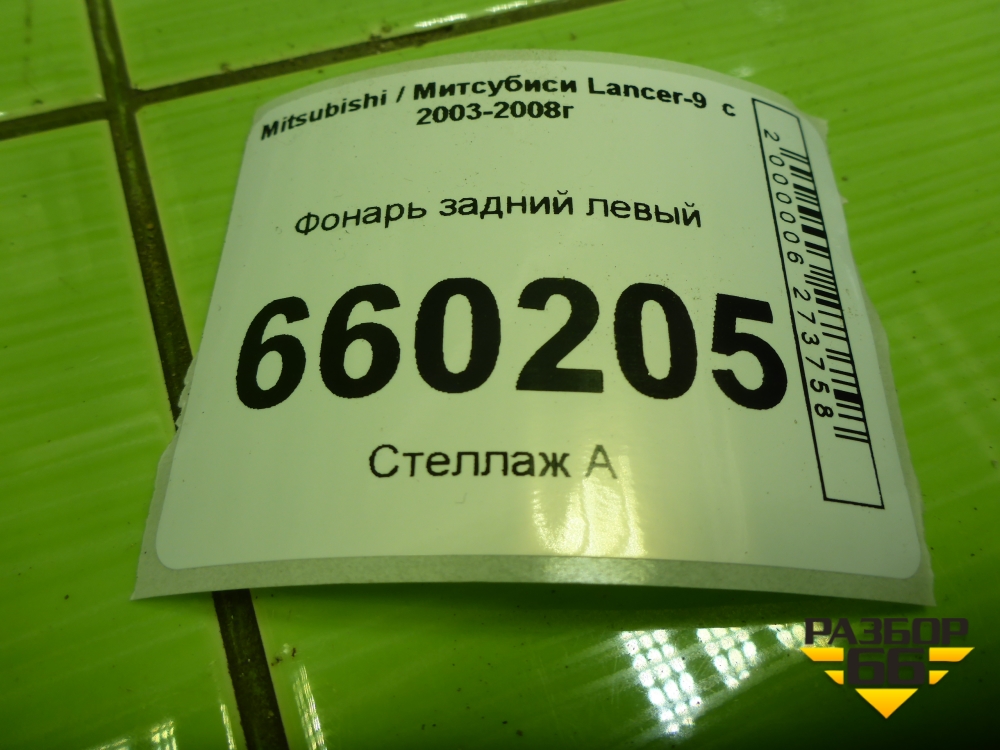 Mitsubishi / Митсубиси Lancer-9 с
2003-2008г
Фонарь задний левый
660205
Стеллаж А
2000006273758
РАЗБОР
66